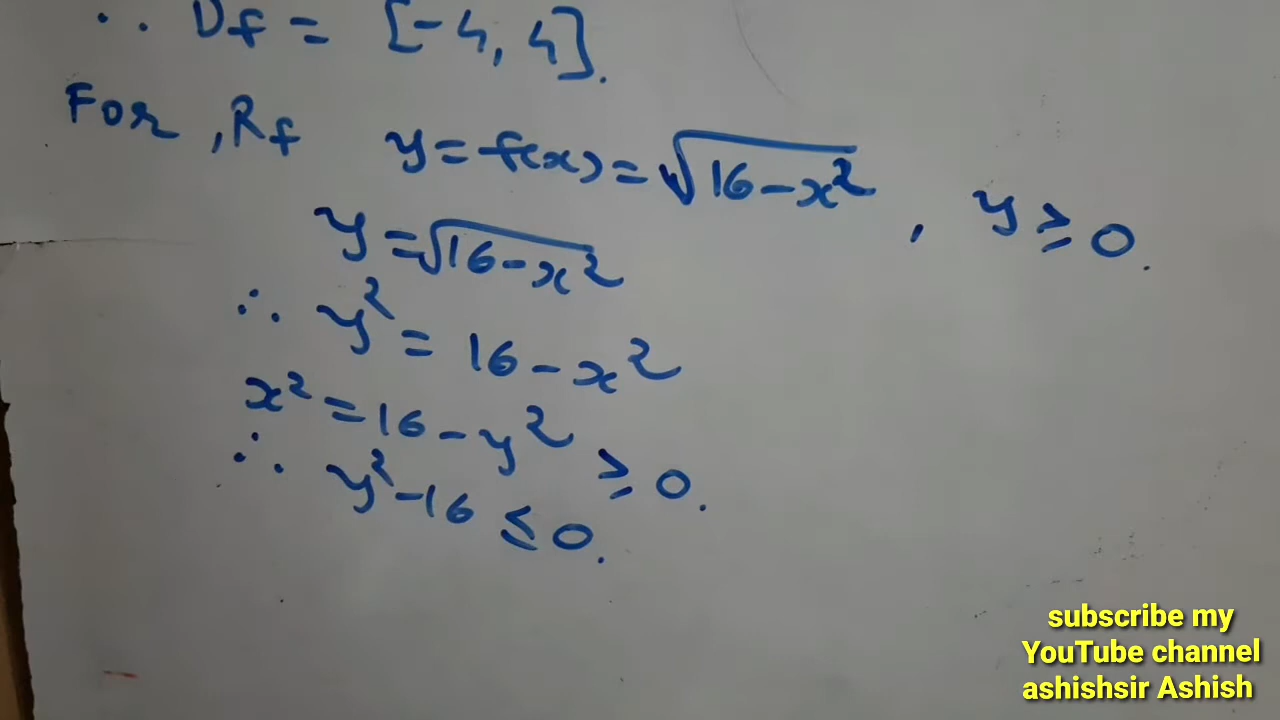 ∴ Df = [-4, 4].
For, Rf y = f(x) = √16-x² , y ≥ 0.
y = √16-x²
∴ y² = 16-x²
x² = 16-y² ≥ 0.
∴ y²-16 ≤ 0.
subscribe my
YouTube channel
ashishsir Ashish